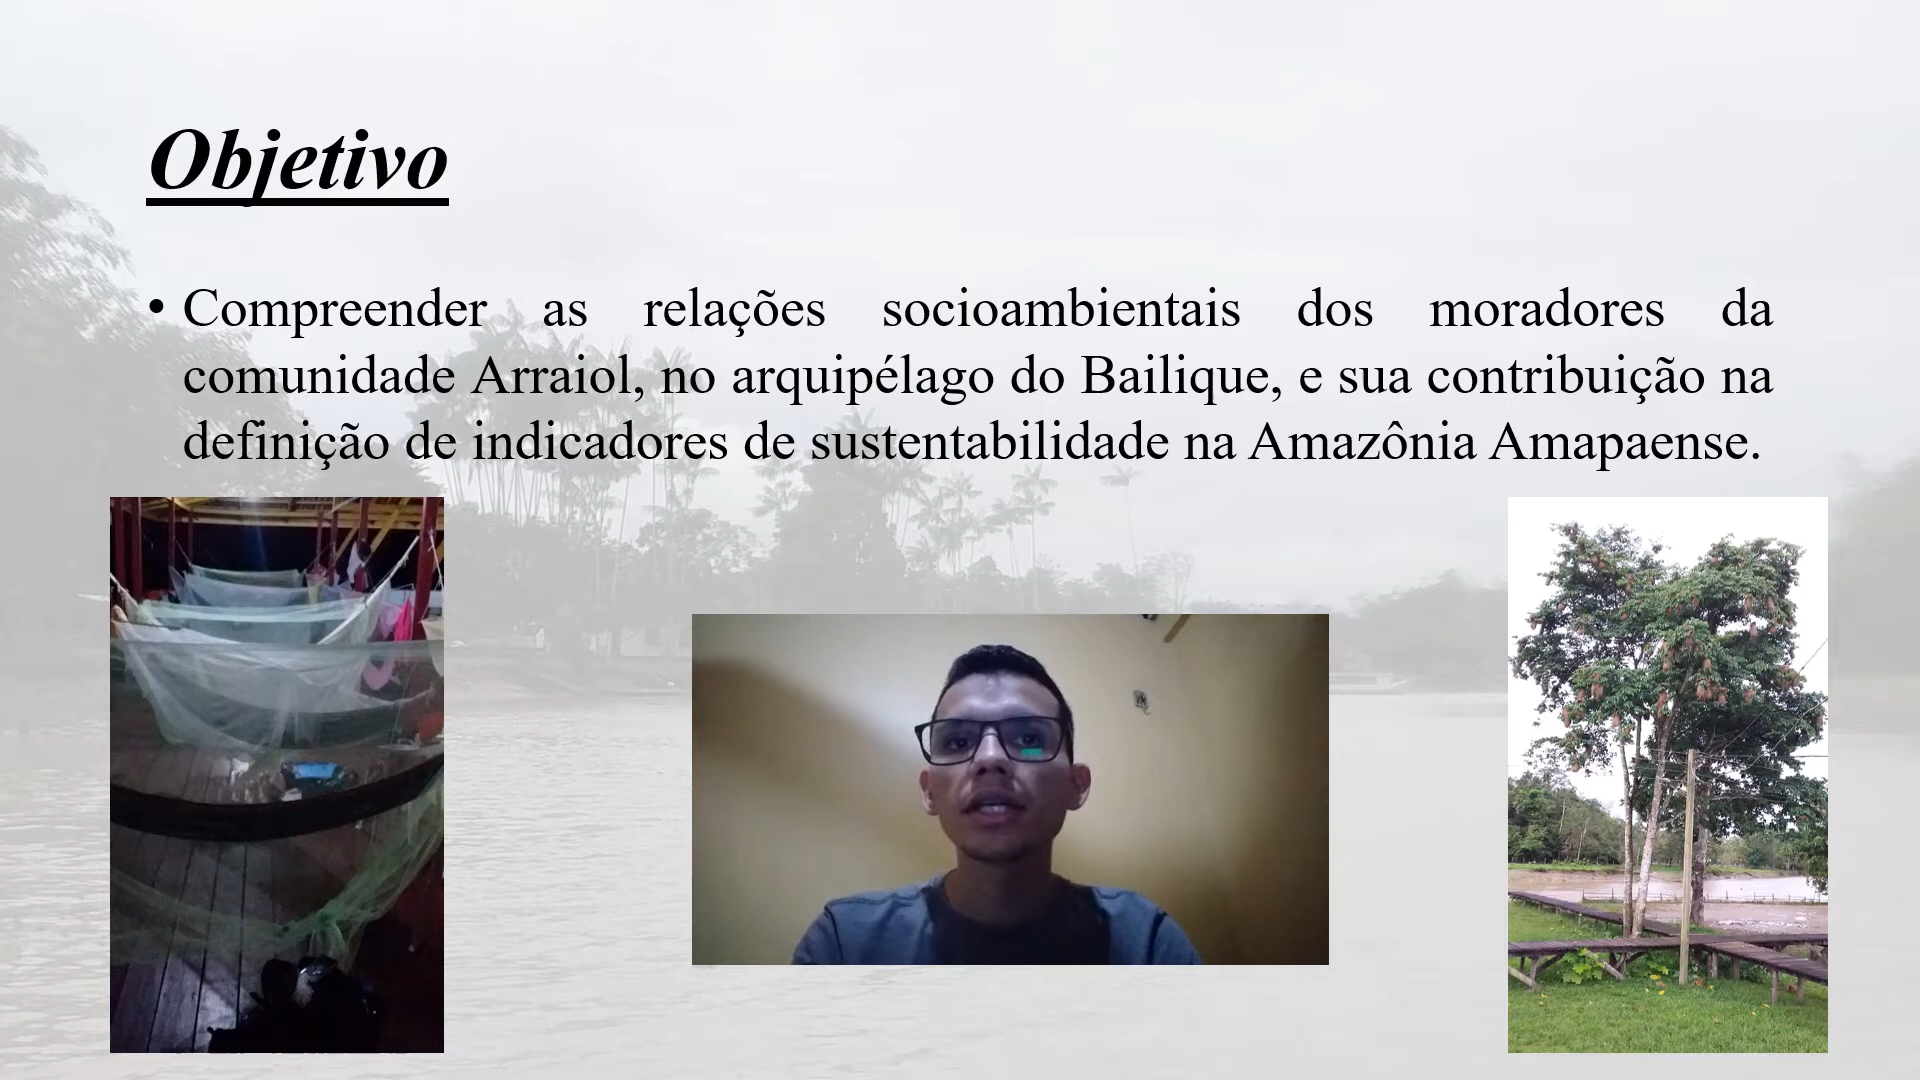 Objetivo
• Compreender as relações socioambientais dos moradores da
comunidade Arraiol, no arquipélago do Bailique, e sua contribuição na
definição de indicadores de sustentabilidade na Amazônia Amapaense.